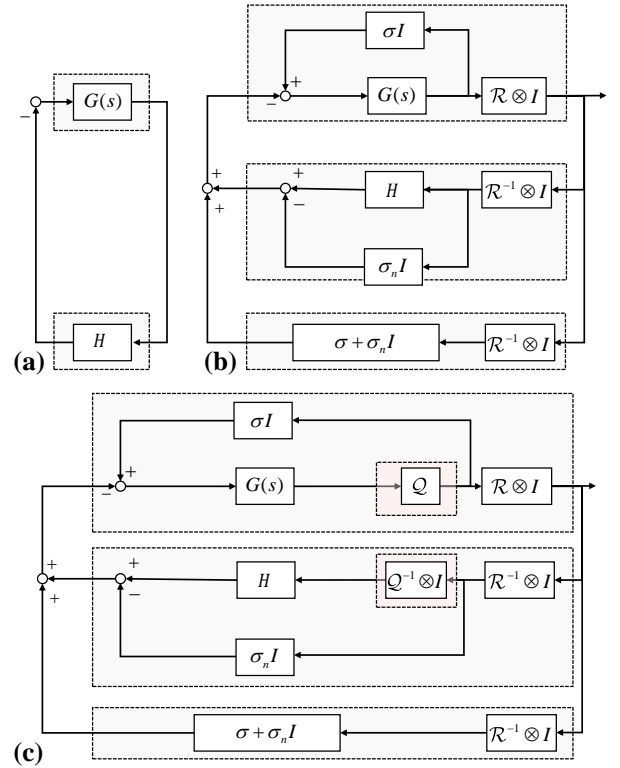 G(s)
−
H
(a)
σI
+
−
G(s)
ℛ ⊗ I
+
+
+
−
H
ℛ⁻¹ ⊗ I
σₙI
σ + σₙI
ℛ⁻¹ ⊗ I
(b)
σI
+
−
G(s)
𝒬
ℛ ⊗ I
+
+
+
−
H
𝒬⁻¹ ⊗ I
ℛ⁻¹ ⊗ I
σₙI
σ + σₙI
ℛ⁻¹ ⊗ I
(c)